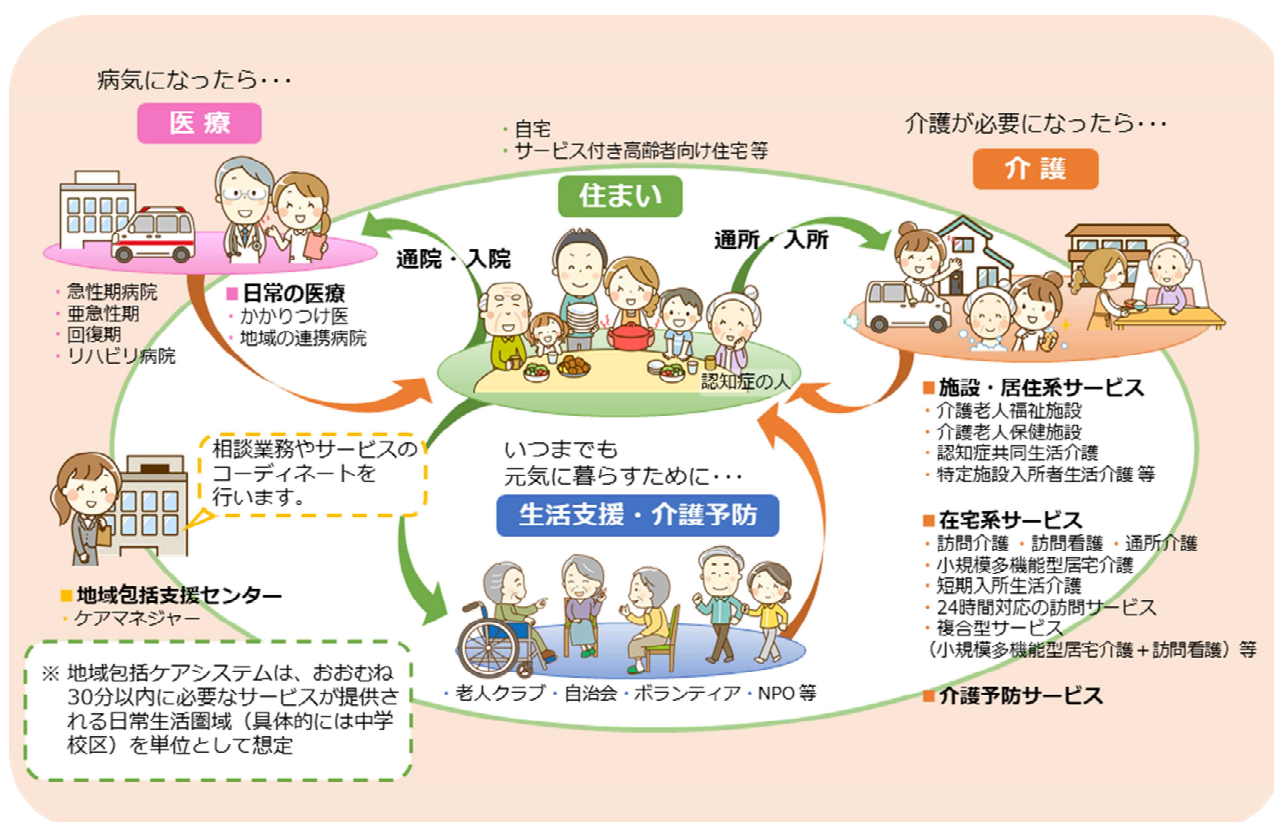 病気になったら･･･
医療
・急性期病院
・亜急性期
・回復期
・リハビリ病院
■日常の医療
・かかりつけ医
・地域の連携病院
・自宅
・サービス付き高齢者向け住宅 等
住まい
通院・入院
通所・入所
認知症の人
介護が必要になったら･･･
介護
■施設・居住系サービス
・介護老人福祉施設
・介護老人保健施設
・認知症共同生活介護
・特定施設入所者生活介護 等
■在宅系サービス
・訪問介護 ・訪問看護 ・通所介護
・小規模多機能型居宅介護
・短期入所生活介護
・24時間対応の訪問サービス
・複合型サービス
（小規模多機能型居宅介護＋訪問看護）等
■介護予防サービス
相談業務やサービスの
コーディネートを
行います。
■地域包括支援センター
・ケアマネジャー
いつまでも
元気に暮らすために･･･
生活支援・介護予防
・老人クラブ・自治会・ボランティア・NPO 等
※ 地域包括ケアシステムは、おおむね
30分以内に必要なサービスが提供さ
れる日常生活圏域（具体的には中学
校区）を単位として想定